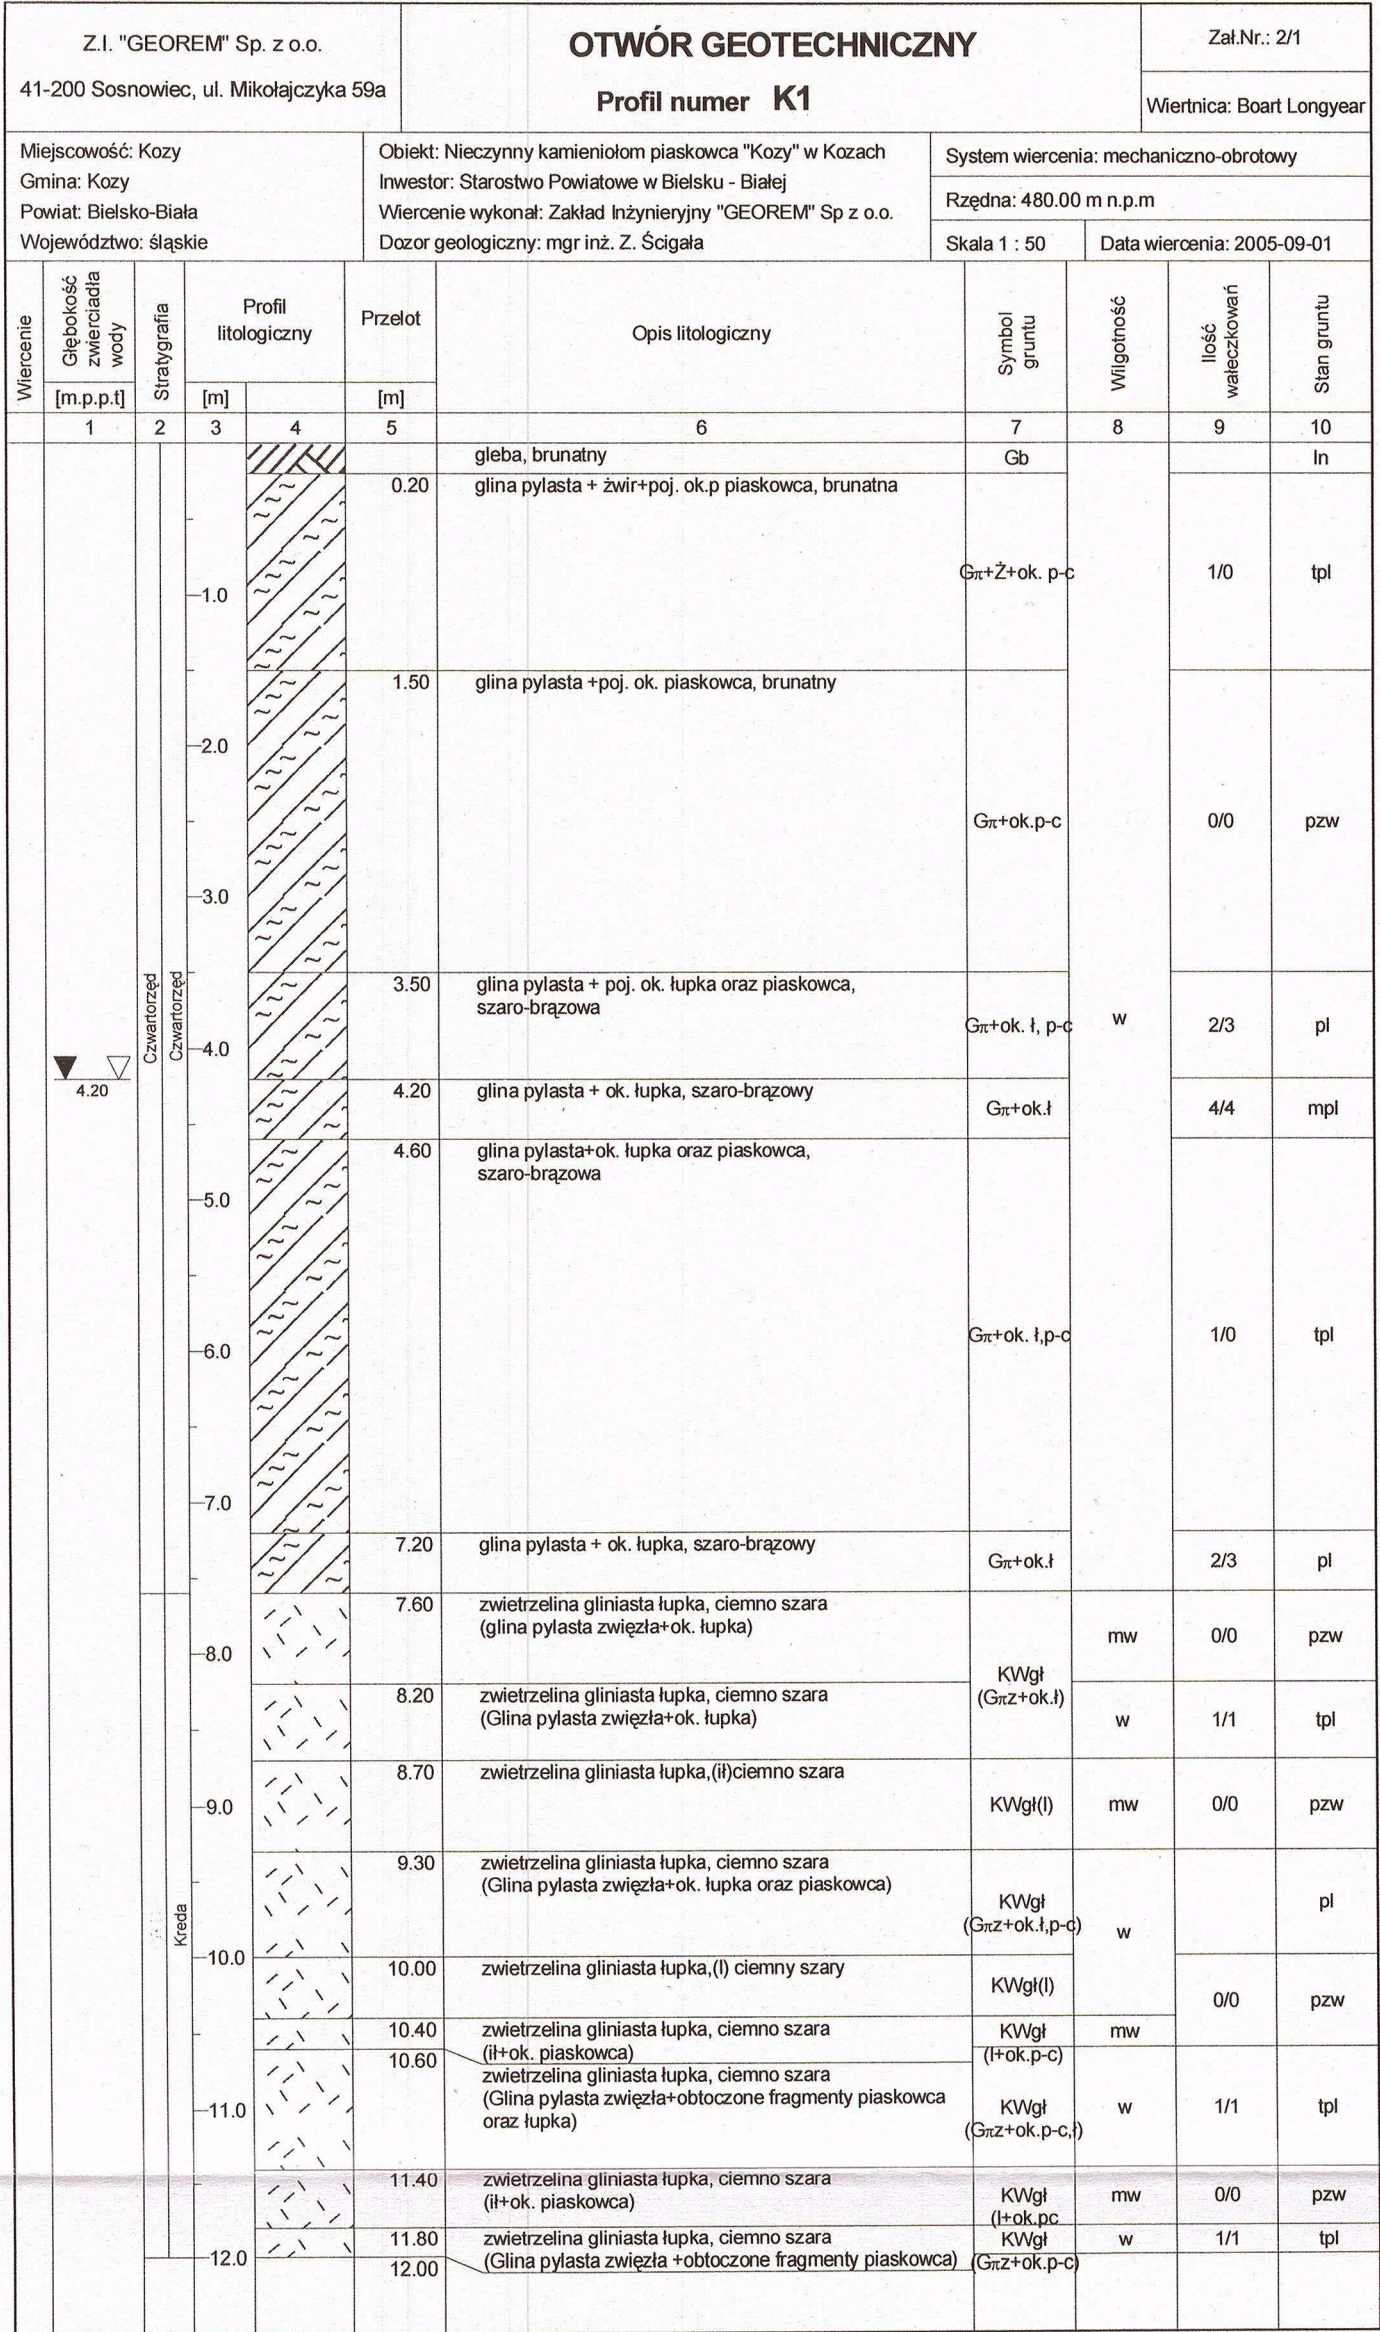 Z.I. "GEOREM" Sp. z o.o.
41-200 Sosnowiec, ul. Mikołajczyka 59a
OTWÓR GEOTECHNICZNY
Profil numer K1
Zał.Nr.: 2/1
Wiertnica: Boart Longyear
Miejscowość: Kozy
Gmina: Kozy
Powiat: Bielsko-Biała
Województwo: śląskie
Obiekt: Nieczynny kamieniołom piaskowca "Kozy" w Kozach
Inwestor: Starostwo Powiatowe w Bielsku - Białej
Wiercenie wykonał: Zakład Inżynieryjny "GEOREM" Sp z o.o.
Dozor geologiczny: mgr inż. Z. Ścigała
System wiercenia: mechaniczno-obrotowy
Rzędna: 480.00 m n.p.m
Skala 1 : 50
Data wiercenia: 2005-09-01
Wiercenie
Głębokość
zwierciadła
wody
[m.p.p.t]
Stratygrafia
Profil
litologiczny
[m]
Przelot
[m]
Opis litologiczny
Symbol
gruntu
Wilgotność
Ilość
wałeczkowań
Stan gruntu
1 2 3 4 5 6 7 8 9 10
gleba, brunatny Gb ln
0.20 glina pylasta + żwir+poj. ok.p piaskowca, brunatna
Gπ+Ż+ok. p-c 1/0 tpl
1.0
1.50 glina pylasta +poj. ok. piaskowca, brunatny
2.0
Gπ+ok.p-c 0/0 pzw
3.0
Czwartorzęd
Czwartorzęd
3.50 glina pylasta + poj. ok. łupka oraz piaskowca,
szaro-brązowa
Gπ+ok. ł, p-c w 2/3 pl
4.0
4.20
4.20 glina pylasta + ok. łupka, szaro-brązowy
Gπ+ok.ł 4/4 mpl
4.60 glina pylasta+ok. łupka oraz piaskowca,
szaro-brązowa
5.0
Gπ+ok. ł,p-c 1/0 tpl
6.0
7.0
7.20 glina pylasta + ok. łupka, szaro-brązowy
Gπ+ok.ł 2/3 pl
7.60 zwietrzelina gliniasta łupka, ciemno szara
(glina pylasta zwięzła+ok. łupka)
mw 0/0 pzw
8.0
KWgł
(Gπz+ok.ł)
8.20 zwietrzelina gliniasta łupka, ciemno szara
(Glina pylasta zwięzła+ok. łupka)
w 1/1 tpl
8.70 zwietrzelina gliniasta łupka,(ił)ciemno szara
9.0
KWgł(I) mw 0/0 pzw
9.30 zwietrzelina gliniasta łupka, ciemno szara
(Glina pylasta zwięzła+ok. łupka oraz piaskowca)
Kreda
KWgł
(Gπz+ok.ł,p-c)
w
pl
10.0
10.00 zwietrzelina gliniasta łupka,(I) ciemny szary
KWgł(I)
0/0 pzw
10.40 zwietrzelina gliniasta łupka, ciemno szara
(ił+ok. piaskowca)
KWgł
(I+ok.p-c)
mw
10.60 zwietrzelina gliniasta łupka, ciemno szara
(Glina pylasta zwięzła+obtoczone fragmenty piaskowca
oraz łupka)
11.0
KWgł
(Gπz+ok.p-c,ł)
w 1/1 tpl
11.40 zwietrzelina gliniasta łupka, ciemno szara
(ił+ok. piaskowca)
KWgł
(I+ok.pc
mw 0/0 pzw
11.80 zwietrzelina gliniasta łupka, ciemno szara
(Glina pylasta zwięzła +obtoczone fragmenty piaskowca)
KWgł
(Gπz+ok.p-c)
w 1/1 tpl
12.0
12.00